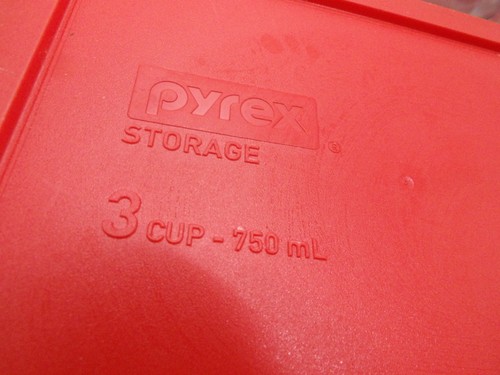 pyrex®
STORAGE
3 CUP - 750 mL